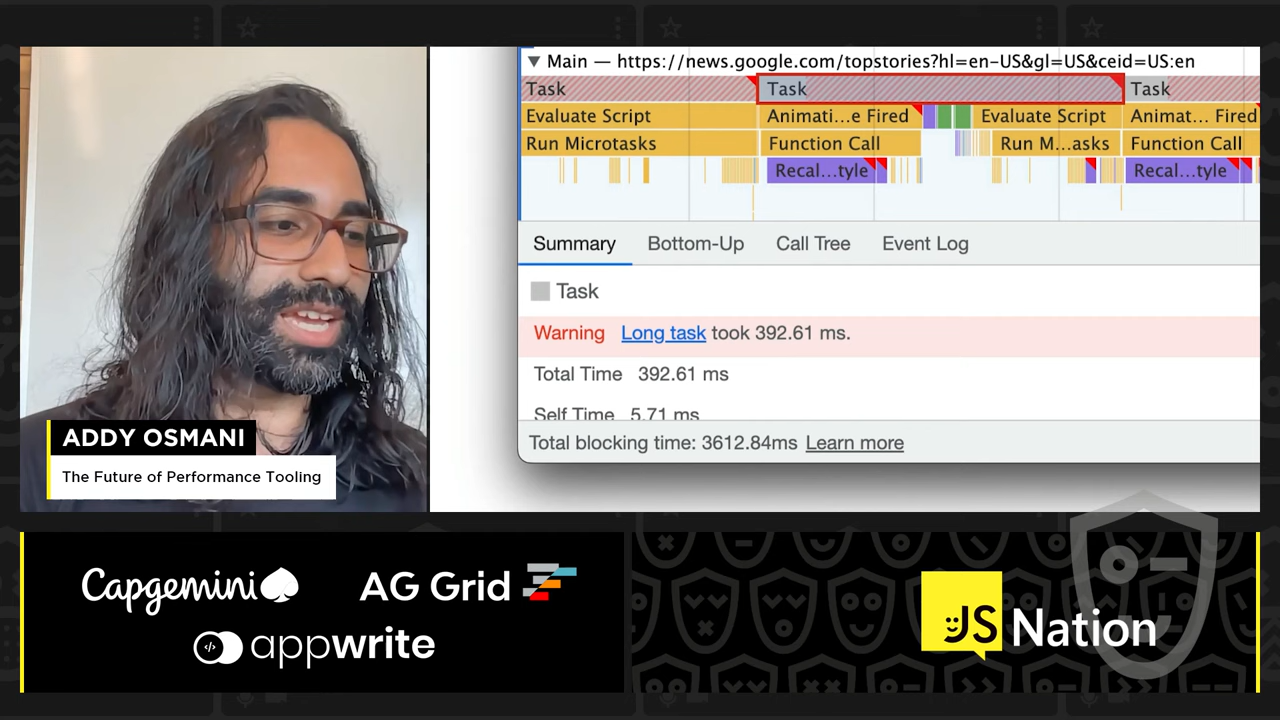 Main — https://news.google.com/topstories?hl=en-US&gl=US&ceid=US:en
Task Task Task
Evaluate Script Animati…e Fired Evaluate Script Animat… Fired
Run Microtasks Function Call Run M…asks Function Call
Recal…tyle Recal…tyle
Summary Bottom-Up Call Tree Event Log
Task
Warning Long task took 392.61 ms.
Total Time 392.61 ms
Self Time 5.71 ms
Total blocking time: 3612.84ms Learn more
ADDY OSMANI
The Future of Performance Tooling
Capgemini AG Grid
appwrite
JS Nation